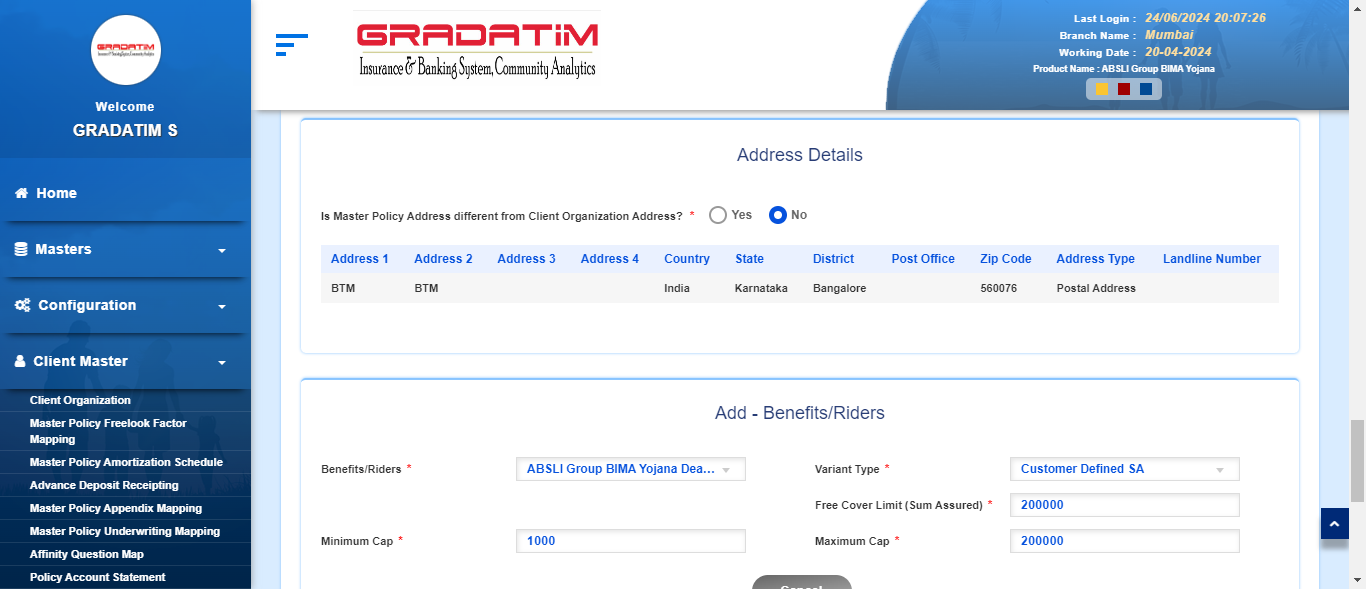 GRADATIM
Insurance & Banking System, Community Analytics
Welcome
GRADATIM S
Home
Masters
Configuration
Client Master
Client Organization
Master Policy Freelook Factor
Mapping
Master Policy Amortization Schedule
Advance Deposit Receipting
Master Policy Appendix Mapping
Master Policy Underwriting Mapping
Affinity Question Map
Policy Account Statement
GRADATIM
Insurance & Banking System, Community Analytics
Last Login : 24/06/2024 20:07:26
Branch Name : Mumbai
Working Date : 20-04-2024
Product Name : ABSLI Group BIMA Yojana
Address Details
Is Master Policy Address different from Client Organization Address? * Yes No
Address 1 Address 2 Address 3 Address 4 Country State District Post Office Zip Code Address Type Landline Number
BTM BTM India Karnataka Bangalore 560076 Postal Address
Add - Benefits/Riders
Benefits/Riders * ABSLI Group BIMA Yojana Dea... Variant Type * Customer Defined SA
Free Cover Limit (Sum Assured) * 200000
Minimum Cap * 1000 Maximum Cap * 200000
Cancel